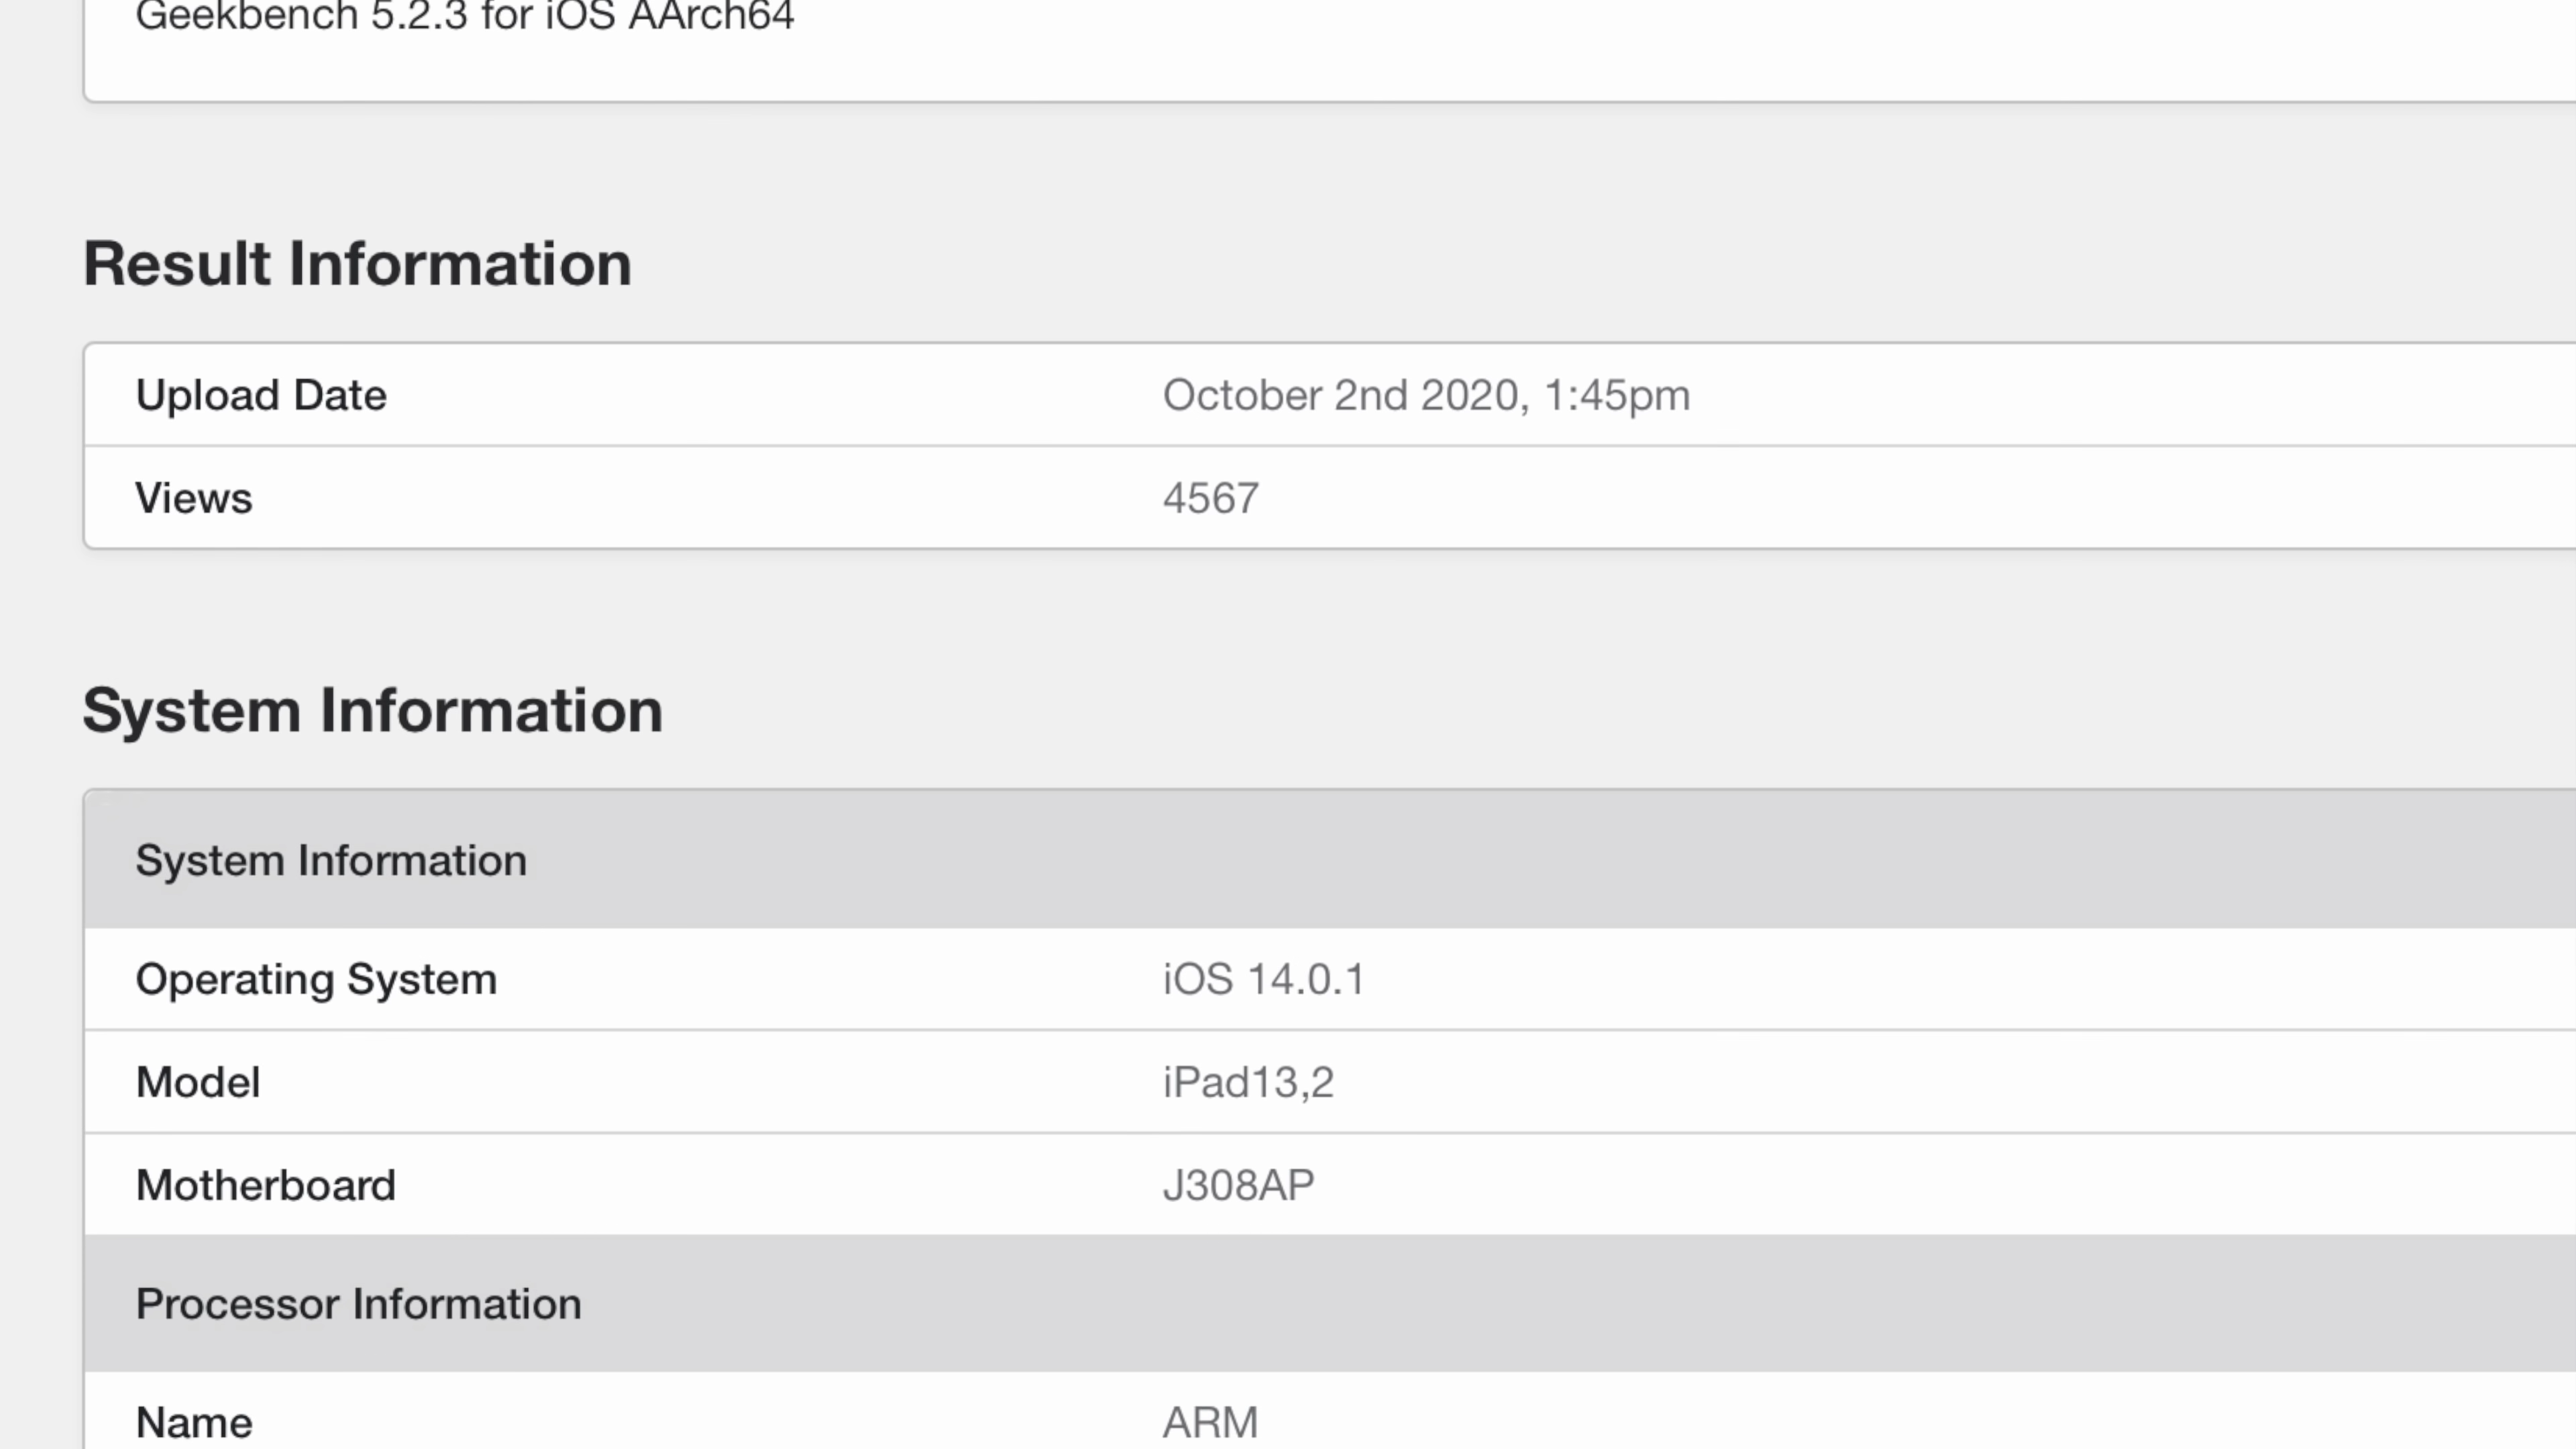 Geekbench 5.2.3 for iOS AArch64
Result Information
Upload Date October 2nd 2020, 1:45pm
Views 4567
System Information
System Information
Operating System iOS 14.0.1
Model iPad13,2
Motherboard J308AP
Processor Information
Name ARM